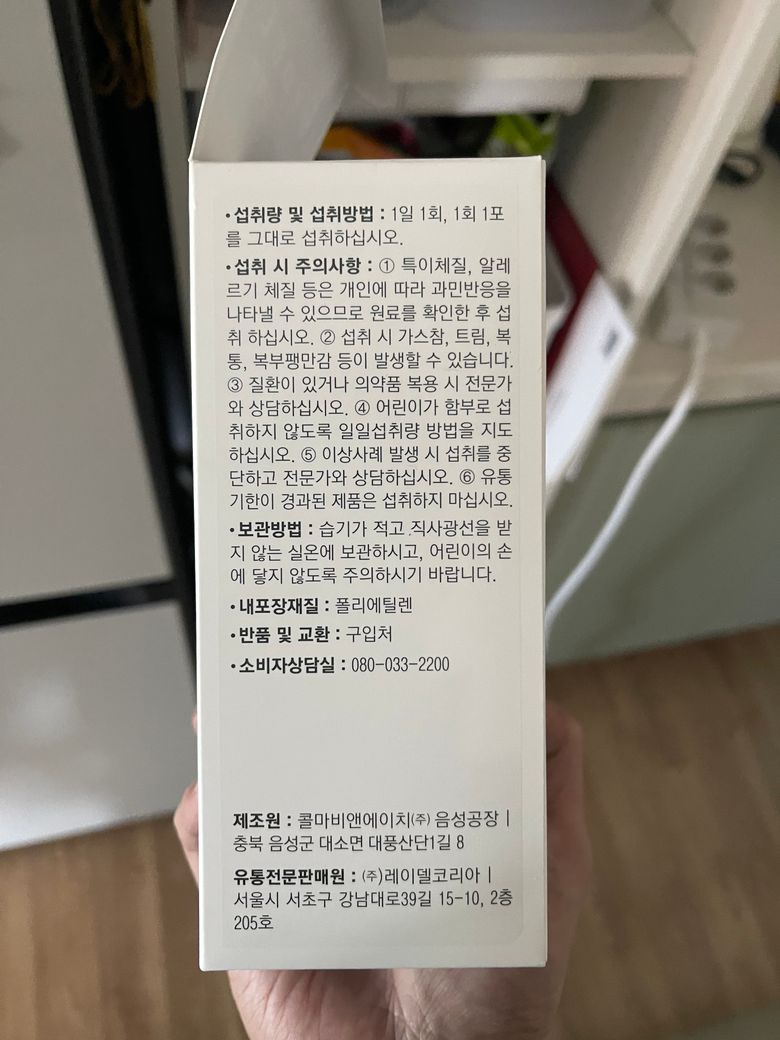 •섭취량 및 섭취방법 : 1일 1회, 1회 1포
를 그대로 섭취하십시오.
•섭취 시 주의사항 : ① 특이체질, 알레
르기 체질 등은 개인에 따라 과민반응을
나타낼 수 있으므로 원료를 확인한 후 섭
취 하십시오. ② 섭취 시 가스참, 트림, 복
통, 복부팽만감 등이 발생할 수 있습니다.
③ 질환이 있거나 의약품 복용 시 전문가
와 상담하십시오. ④ 어린이가 함부로 섭
취하지 않도록 일일섭취량 방법을 지도
하십시오. ⑤ 이상사례 발생 시 섭취를 중
단하고 전문가와 상담하십시오. ⑥ 유통
기한이 경과된 제품은 섭취하지 마십시오.
•보관방법 : 습기가 적고 직사광선을 받
지 않는 실온에 보관하시고, 어린이의 손
에 닿지 않도록 주의하시기 바랍니다.
•내포장재질 : 폴리에틸렌
•반품 및 교환 : 구입처
•소비자상담실 : 080-033-2200
제조원 : 콜마비앤에이치㈜ 음성공장 |
충북 음성군 대소면 대풍산단1길 8
유통전문판매원 : ㈜레이델코리아 |
서울시 서초구 강남대로39길 15-10, 2층
205호